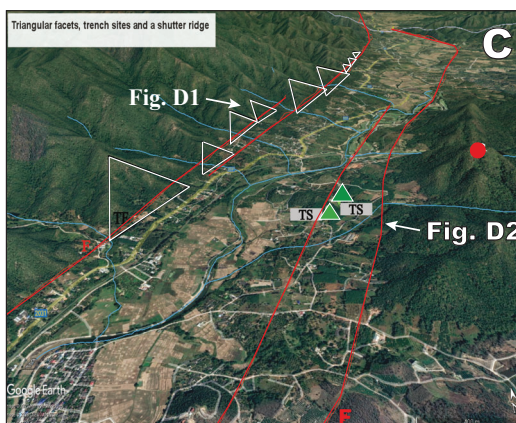 Triangular facets, trench sites and a shutter ridge
C
Fig. D1
TS
TS
TF
F
Fig. D2
Google Earth
F